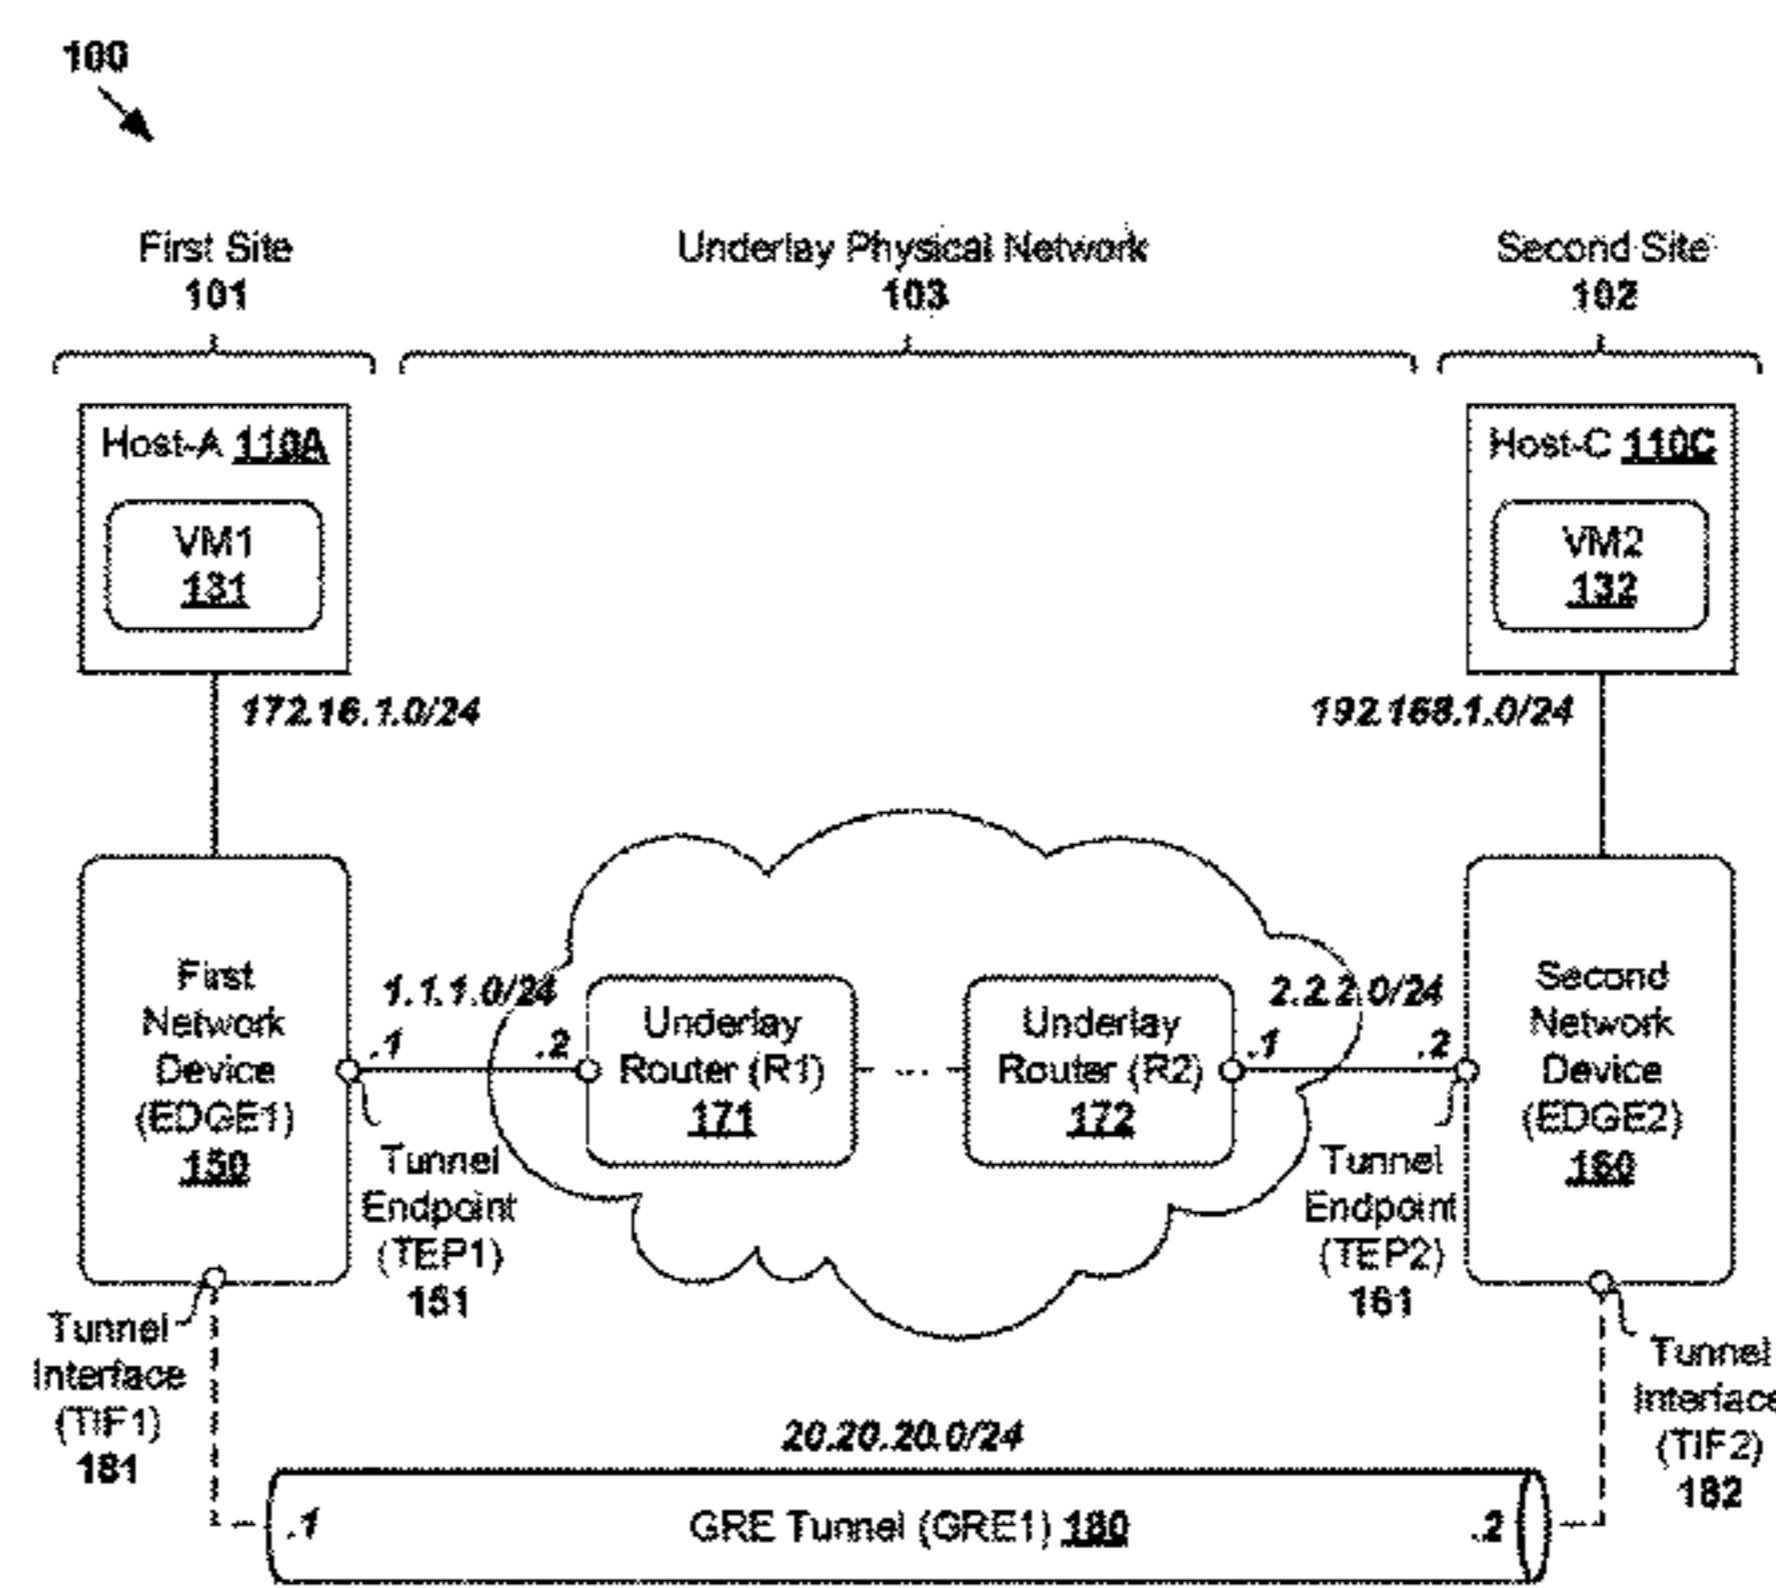 100
First Site
101
Underlay Physical Network
103
Second Site
102
Host-A 110A
VM1
131
Host-C 110C
VM2
132
172.16.1.0/24
192.168.1.0/24
First
Network
Device
(EDGE1)
150
1.1.1.0/24
.1
.2
Underlay
Router (R1)
171
...
Underlay
Router (R2)
172
2.2.2.0/24
.1
.2
Second
Network
Device
(EDGE2)
160
Tunnel
Endpoint
(TEP1)
151
Tunnel
Endpoint
(TEP2)
161
Tunnel
Interface
(TIF1)
181
Tunnel
Interface
(TIF2)
182
20.20.20.0/24
.1
GRE Tunnel (GRE1) 180
.2